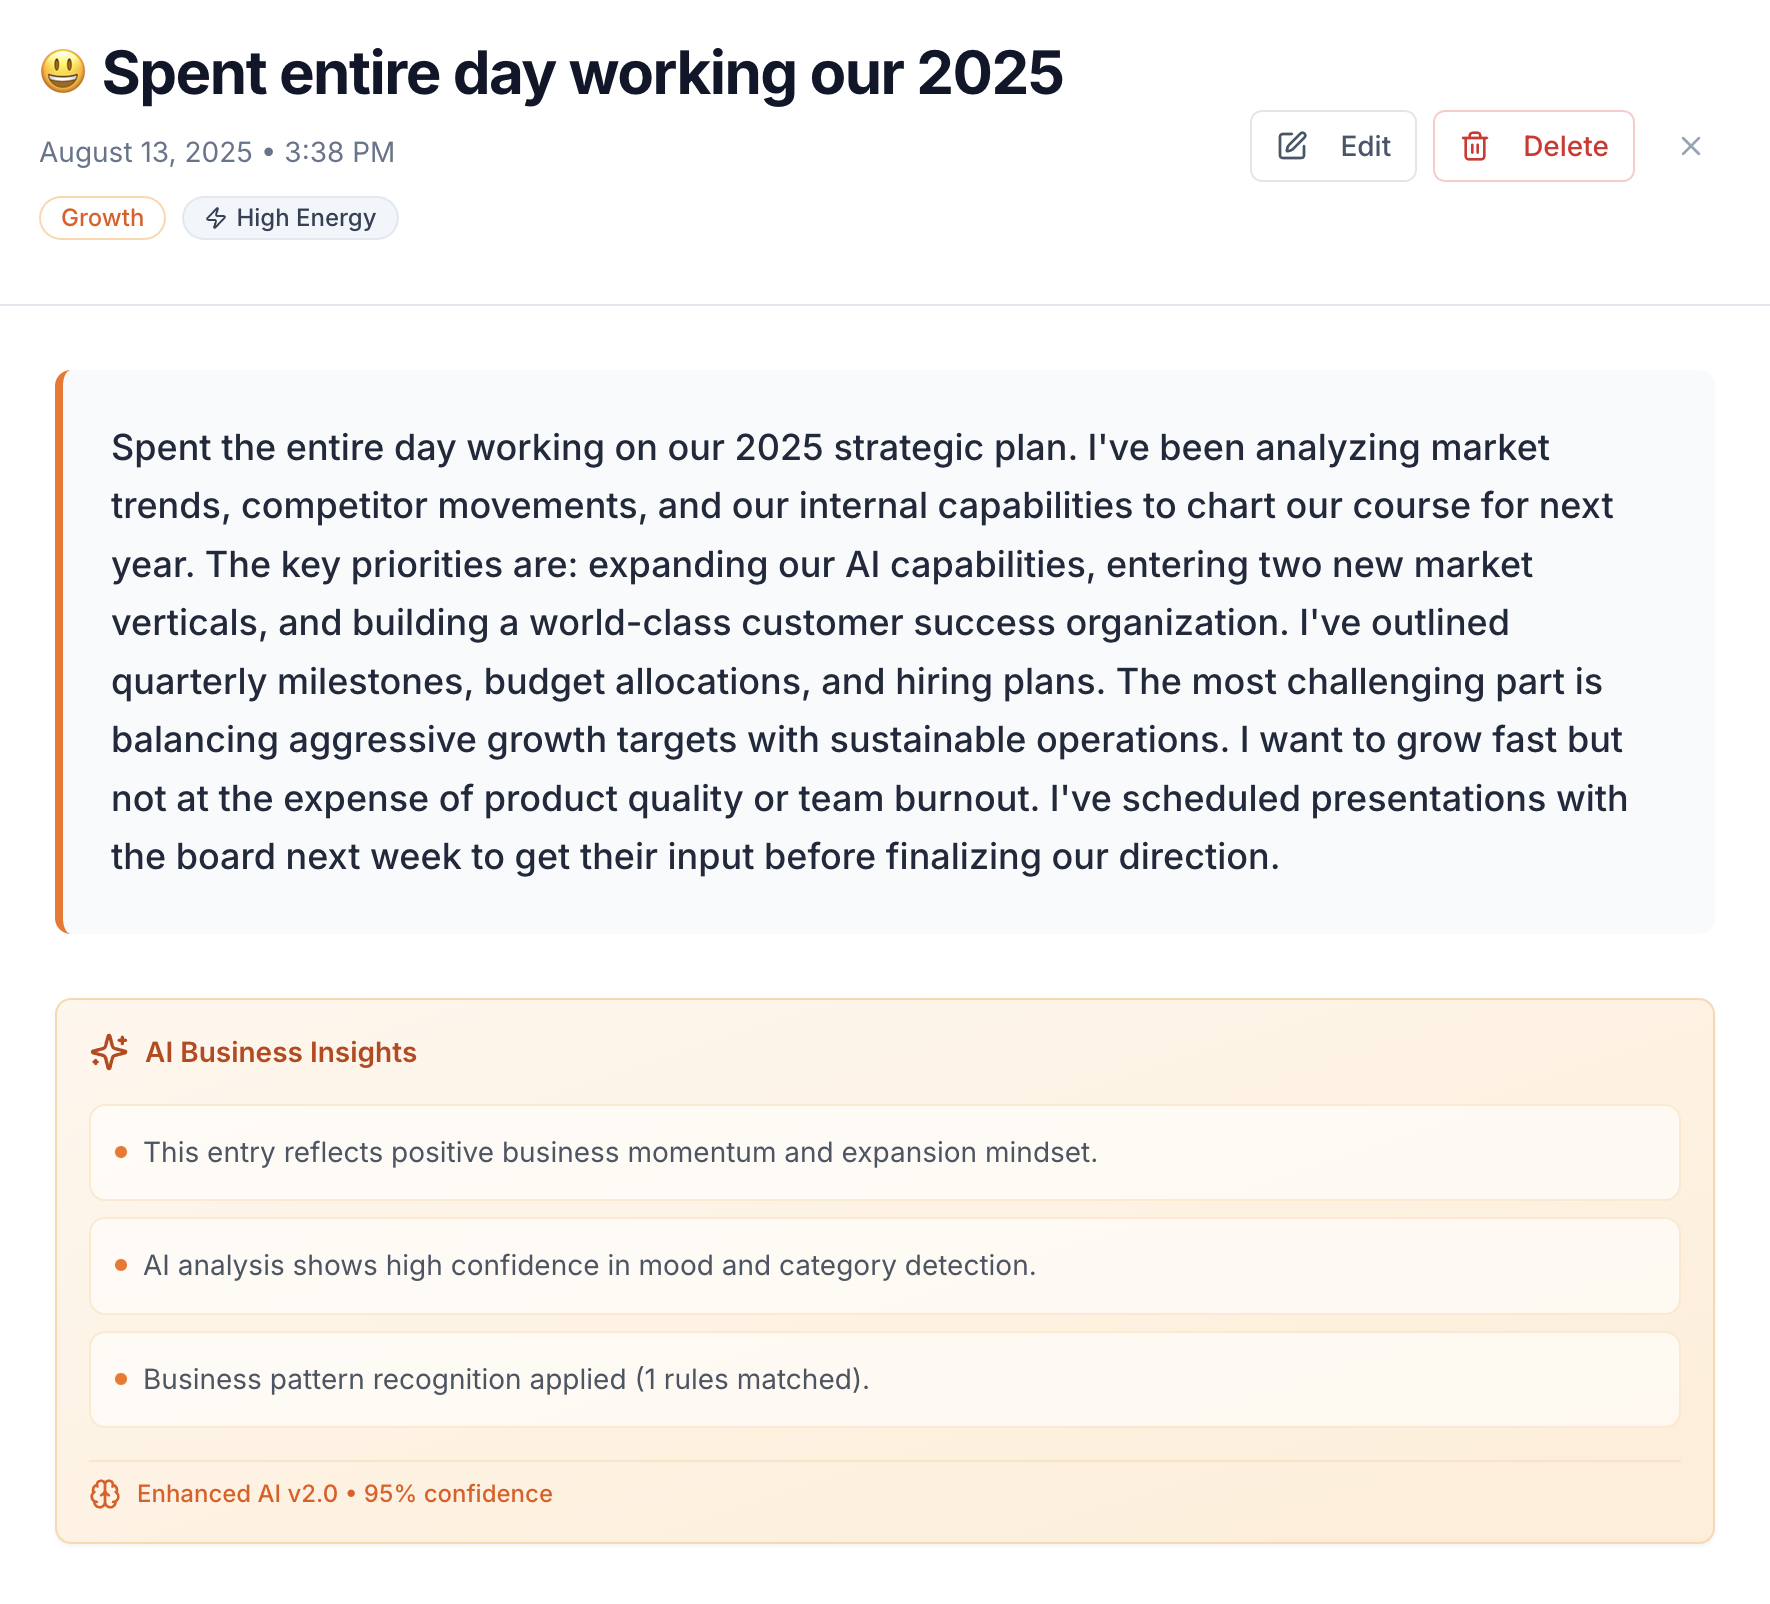 😃 Spent entire day working our 2025
August 13, 2025 • 3:38 PM
Edit
Delete
Growth
High Energy
Spent the entire day working on our 2025 strategic plan. I've been analyzing market
trends, competitor movements, and our internal capabilities to chart our course for next
year. The key priorities are: expanding our AI capabilities, entering two new market
verticals, and building a world-class customer success organization. I've outlined
quarterly milestones, budget allocations, and hiring plans. The most challenging part is
balancing aggressive growth targets with sustainable operations. I want to grow fast but
not at the expense of product quality or team burnout. I've scheduled presentations with
the board next week to get their input before finalizing our direction.
AI Business Insights
• This entry reflects positive business momentum and expansion mindset.
• AI analysis shows high confidence in mood and category detection.
• Business pattern recognition applied (1 rules matched).
Enhanced AI v2.0 • 95% confidence